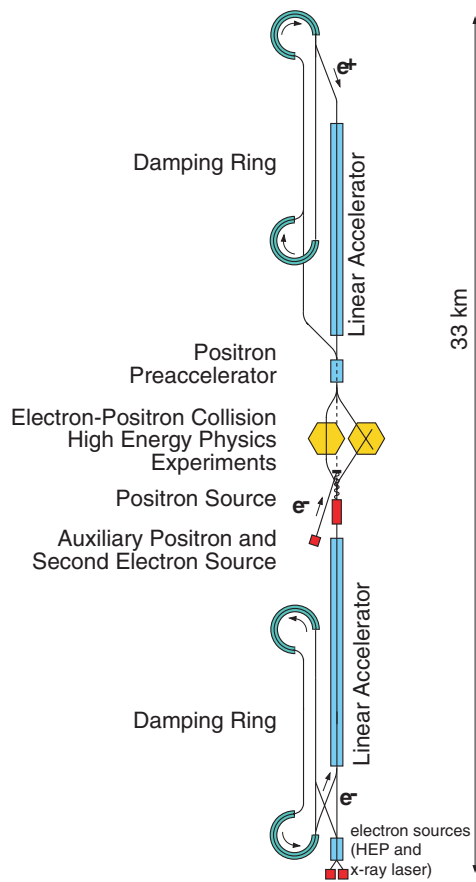 e+
Damping Ring
Linear Accelerator
33 km
Positron
Preaccelerator
Electron-Positron Collision
High Energy Physics
Experiments
Positron Source
e-
Auxiliary Positron and
Second Electron Source
Linear Accelerator
Damping Ring
e-
electron sources
(HEP and
x-ray laser)